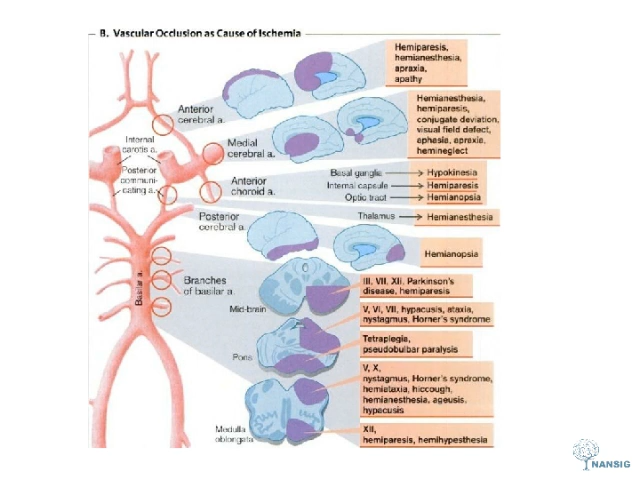 B. Vascular Occlusion as Cause of Ischemia
Hemiparesis,
hemianesthesia,
apraxia,
apathy
Anterior
cerebral a.
Hemianesthesia,
hemiparesis,
conjugate deviation,
visual field defect,
aphesia, apraxia,
hemineglect
Internal
carotis a.
Medial
cerebral a.
Posterior
communi-
cating a.
Anterior
choroid a.
Basal ganglia
Hypokinesia
Internal capsule
Hemiparesis
Optic tract
Hemianopsia
Posterior
cerebral a.
Thalamus
Hemianesthesia
Hemianopsia
Basilar a.
Branches
of basilar a.
III, VII, XII, Parkinson's
disease, hemiparesis
Mid-brain
V, VI, VII, hypacusis, ataxia,
nystagmus, Horner's syndrome
Tetraplegia,
pseudobulbar paralysis
Pons
V, X,
nystagmus, Horner's syndrome,
hemiataxia, hiccough,
hemianesthesia, ageusis,
hypacusis
Medulla
oblongata
XII,
hemiparesis, hemihypesthesia
NANSIG